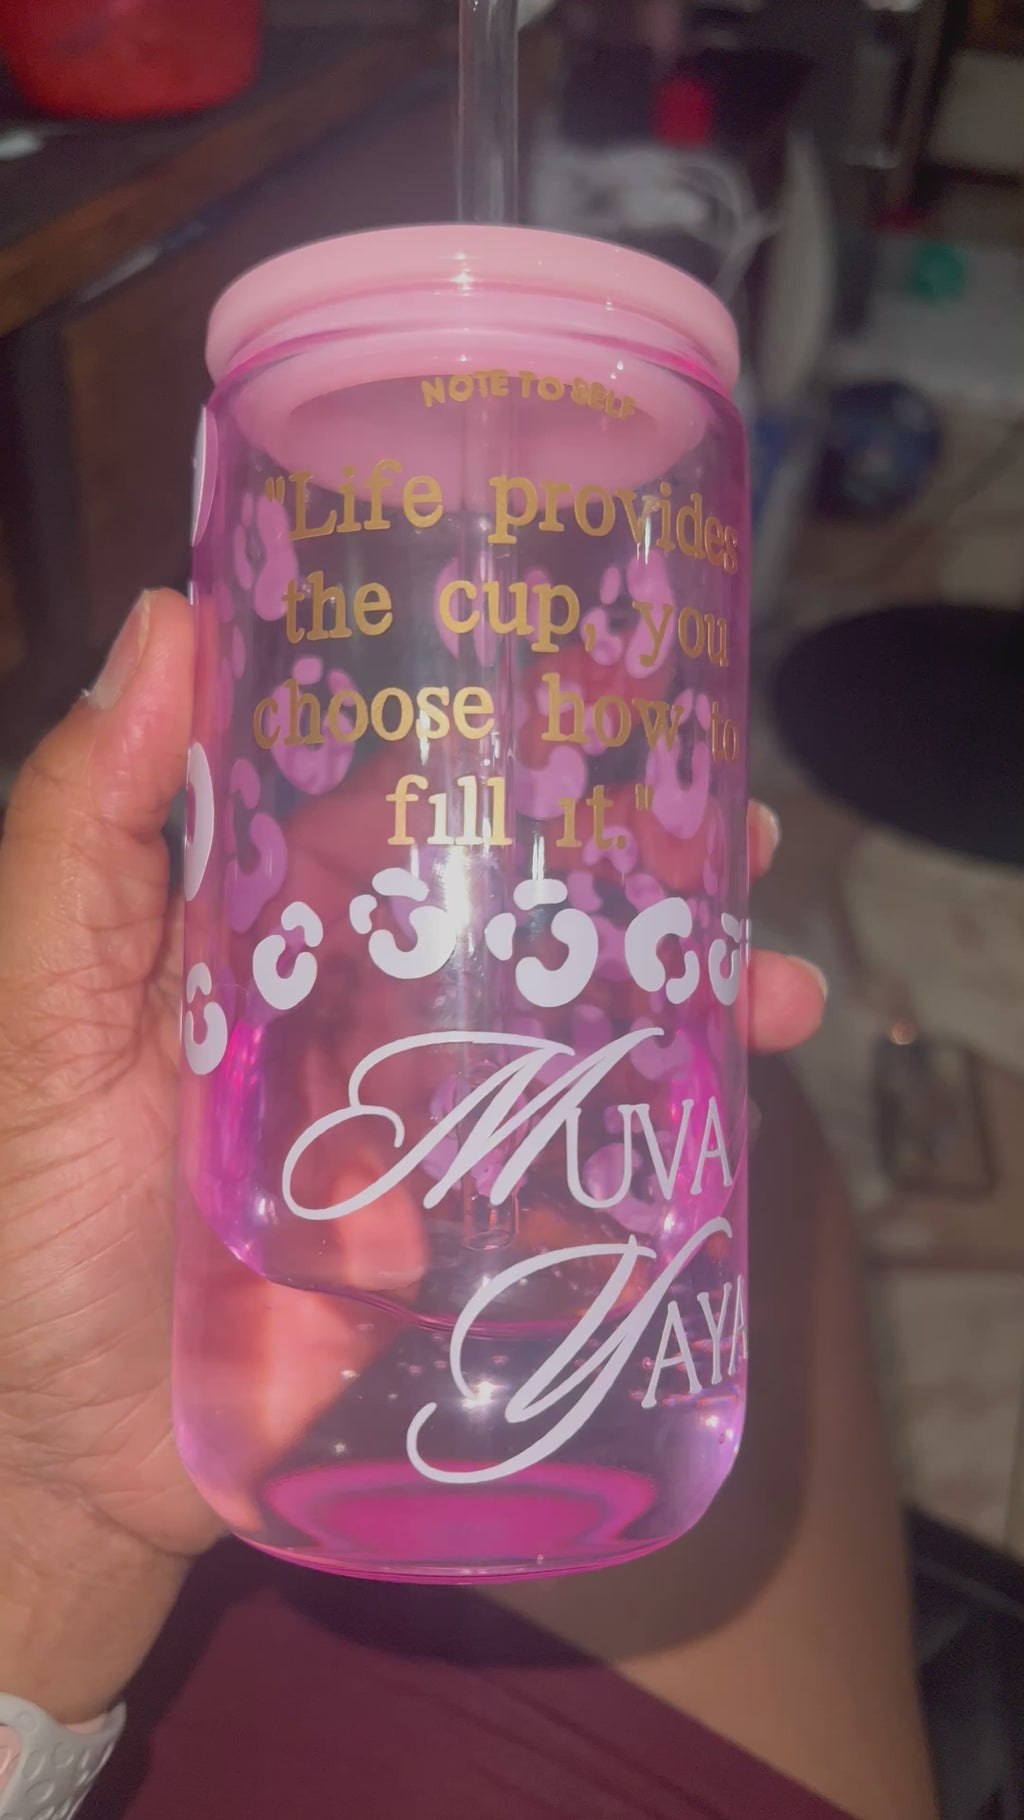 NOTE TO SELF
"Life provides
the cup, you
choose how to
fill it."
MUVA
YAYA